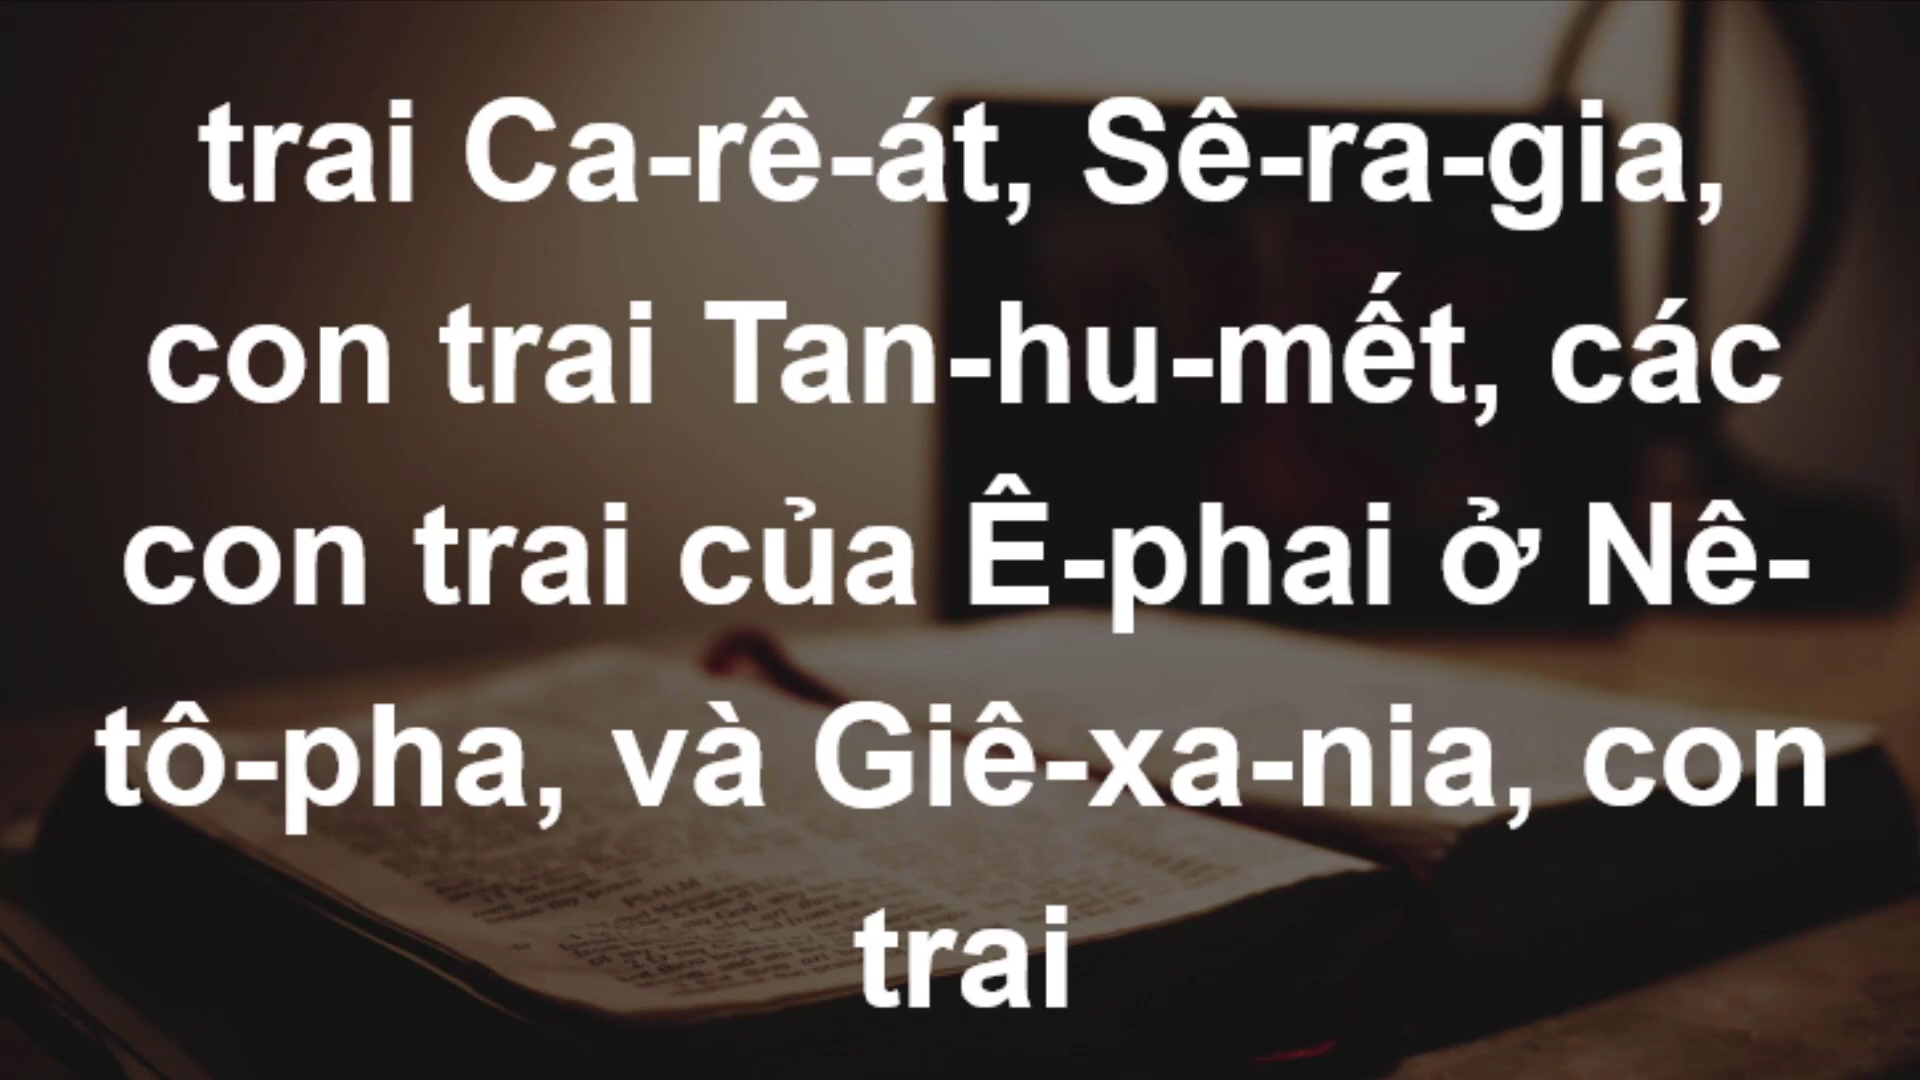 trai Ca-rê-át, Sê-ra-gia,
con trai Tan-hu-mết, các
con trai của Ê-phai ở Nê-
tô-pha, và Giê-xa-nia, con
trai